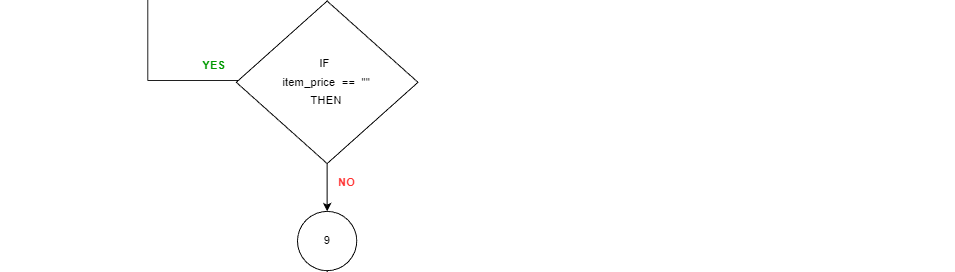 IF
YES
item_price == ""
THEN
NO
9